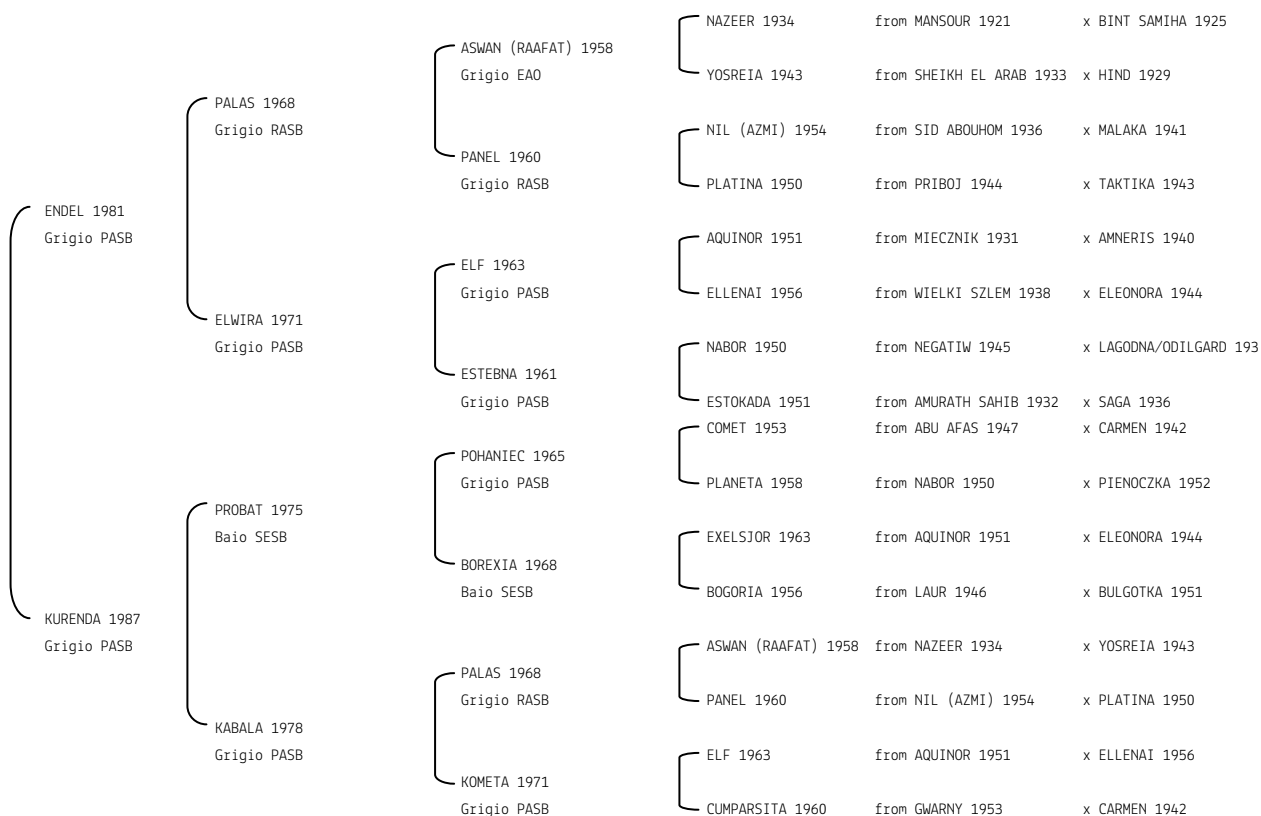 NAZEER 1934 from MANSOUR 1921 x BINT SAMIHA 1925
ASWAN (RAAFAT) 1958
Grigio EAO
YOSREIA 1943 from SHEIKH EL ARAB 1933 x HIND 1929
PALAS 1968
Grigio RASB
NIL (AZMI) 1954 from SID ABOUHOM 1936 x MALAKA 1941
PANEL 1960
Grigio RASB
PLATINA 1950 from PRIBOJ 1944 x TAKTIKA 1943
ENDEL 1981
Grigio PASB
AQUINOR 1951 from MIECZNIK 1931 x AMNERIS 1940
ELF 1963
Grigio PASB
ELLENAI 1956 from WIELKI SZLEM 1938 x ELEONORA 1944
ELWIRA 1971
Grigio PASB
NABOR 1950 from NEGATIW 1945 x LAGODNA/ODILGARD 193
ESTEBNA 1961
Grigio PASB
ESTOKADA 1951 from AMURATH SAHIB 1932 x SAGA 1936
COMET 1953 from ABU AFAS 1947 x CARMEN 1942
POHANIEC 1965
Grigio PASB
PLANETA 1958 from NABOR 1950 x PIENOCZKA 1952
PROBAT 1975
Baio SESB
EXELSJOR 1963 from AQUINOR 1951 x ELEONORA 1944
BOREXIA 1968
Baio SESB
BOGORIA 1956 from LAUR 1946 x BULGOTKA 1951
KURENDA 1987
Grigio PASB
ASWAN (RAAFAT) 1958 from NAZEER 1934 x YOSREIA 1943
PALAS 1968
Grigio RASB
PANEL 1960 from NIL (AZMI) 1954 x PLATINA 1950
KABALA 1978
Grigio PASB
ELF 1963 from AQUINOR 1951 x ELLENAI 1956
KOMETA 1971
Grigio PASB
CUMPARSITA 1960 from GWARNY 1953 x CARMEN 1942